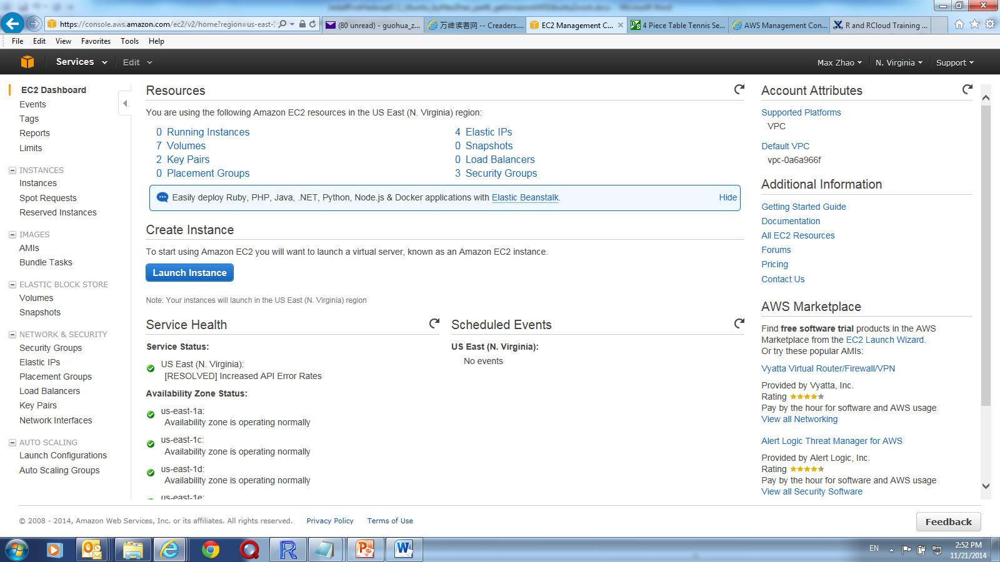 https://console.aws.amazon.com/ec2/v2/home?region=us-east-
(80 unread) - guohua_z...
万维读者网 -- Creaders....
EC2 Management C...
4 Piece Table Tennis Se...
AWS Management Con...
R and RCloud Training ...
File Edit View Favorites Tools Help
Services Edit Max Zhao N. Virginia Support
EC2 Dashboard
Events
Tags
Reports
Limits
INSTANCES
Instances
Spot Requests
Reserved Instances
IMAGES
AMIs
Bundle Tasks
ELASTIC BLOCK STORE
Volumes
Snapshots
NETWORK & SECURITY
Security Groups
Elastic IPs
Placement Groups
Load Balancers
Key Pairs
Network Interfaces
AUTO SCALING
Launch Configurations
Auto Scaling Groups
Resources
You are using the following Amazon EC2 resources in the US East (N. Virginia) region:
0 Running Instances
7 Volumes
2 Key Pairs
0 Placement Groups
4 Elastic IPs
0 Snapshots
0 Load Balancers
3 Security Groups
Easily deploy Ruby, PHP, Java, .NET, Python, Node.js & Docker applications with Elastic Beanstalk. Hide
Create Instance
To start using Amazon EC2 you will want to launch a virtual server, known as an Amazon EC2 instance.
Launch Instance
Note: Your instances will launch in the US East (N. Virginia) region
Service Health
Service Status:
US East (N. Virginia):
[RESOLVED] Increased API Error Rates
Availability Zone Status:
us-east-1a:
Availability zone is operating normally
us-east-1c:
Availability zone is operating normally
us-east-1d:
Availability zone is operating normally
us-east-1e:
Scheduled Events
US East (N. Virginia):
No events
Account Attributes
Supported Platforms
VPC
Default VPC
vpc-0a6a966f
Additional Information
Getting Started Guide
Documentation
All EC2 Resources
Forums
Pricing
Contact Us
AWS Marketplace
Find free software trial products in the AWS
Marketplace from the EC2 Launch Wizard.
Or try these popular AMIs:
Vyatta Virtual Router/Firewall/VPN
Provided by Vyatta, Inc.
Rating
Pay by the hour for software and AWS usage
View all Networking
Alert Logic Threat Manager for AWS
Provided by Alert Logic, Inc.
Rating
Pay by the hour for software and AWS usage
View all Security Software
© 2008 - 2014, Amazon Web Services, Inc. or its affiliates. All rights reserved. Privacy Policy Terms of Use
Feedback
EN
2:52 PM
11/21/2014